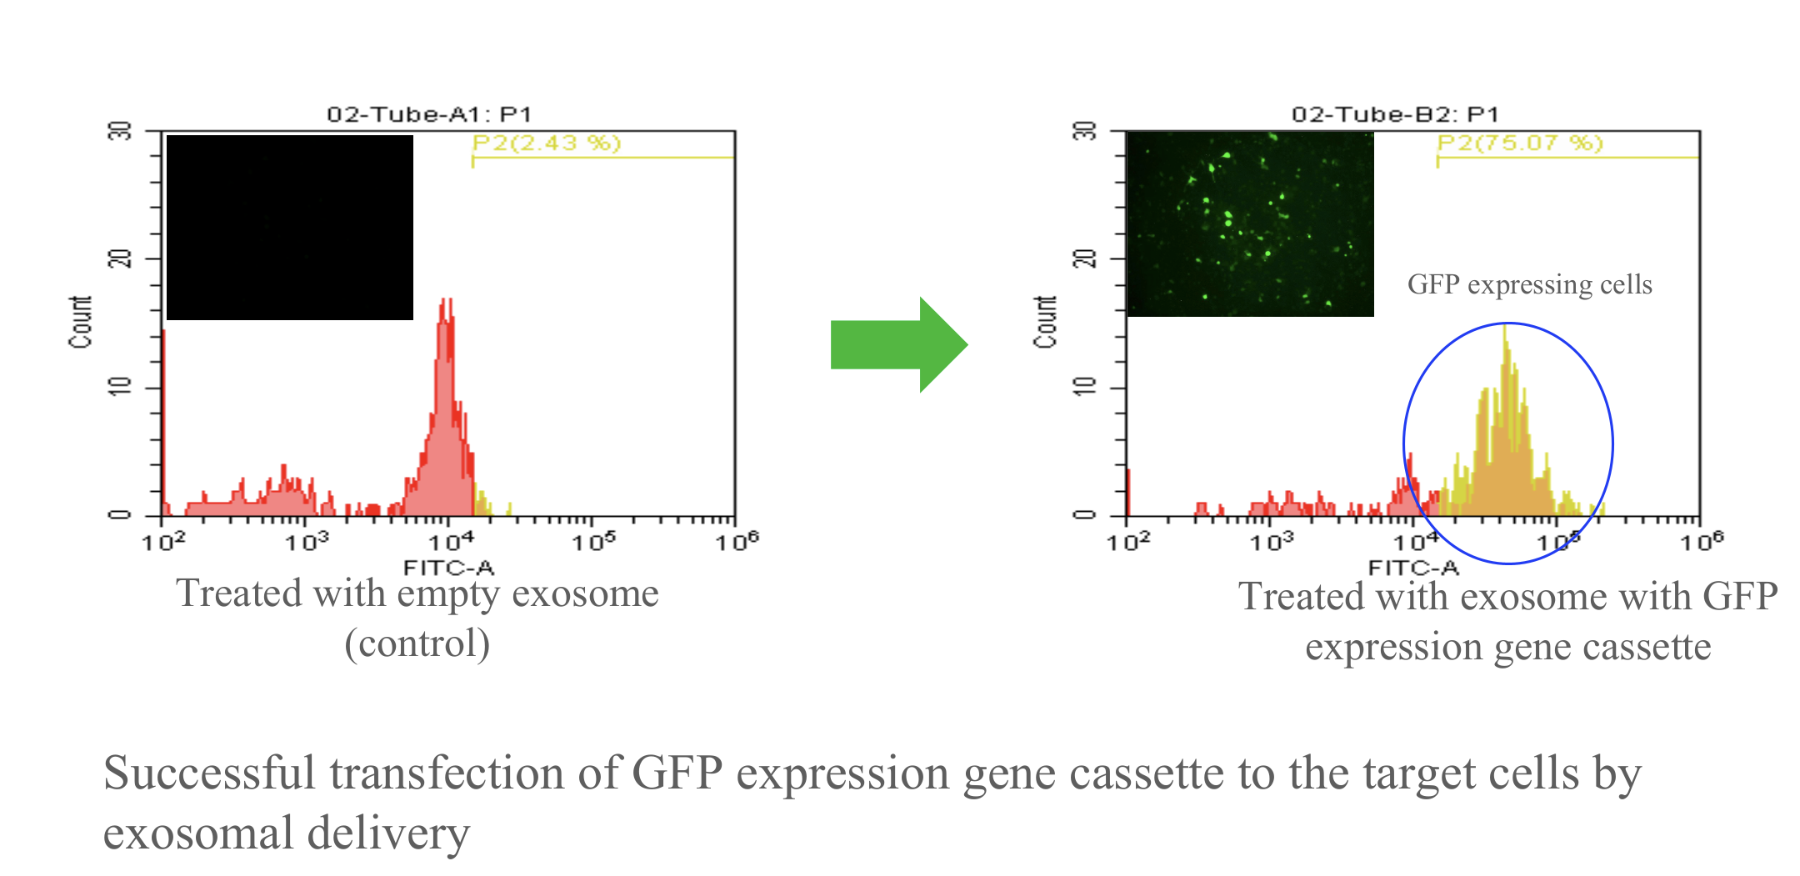 02-Tube-A1: P1
P2(2.43 %)
30
20
10
0
Count
10² 10³ 10⁴ 10⁵ 10⁶
FITC-A
Treated with empty exosome
(control)
02-Tube-B2: P1
P2(75.07 %)
GFP expressing cells
30
20
10
0
Count
10² 10³ 10⁴ 10⁵ 10⁶
FITC-A
Treated with exosome with GFP
expression gene cassette
Successful transfection of GFP expression gene cassette to the target cells by
exosomal delivery